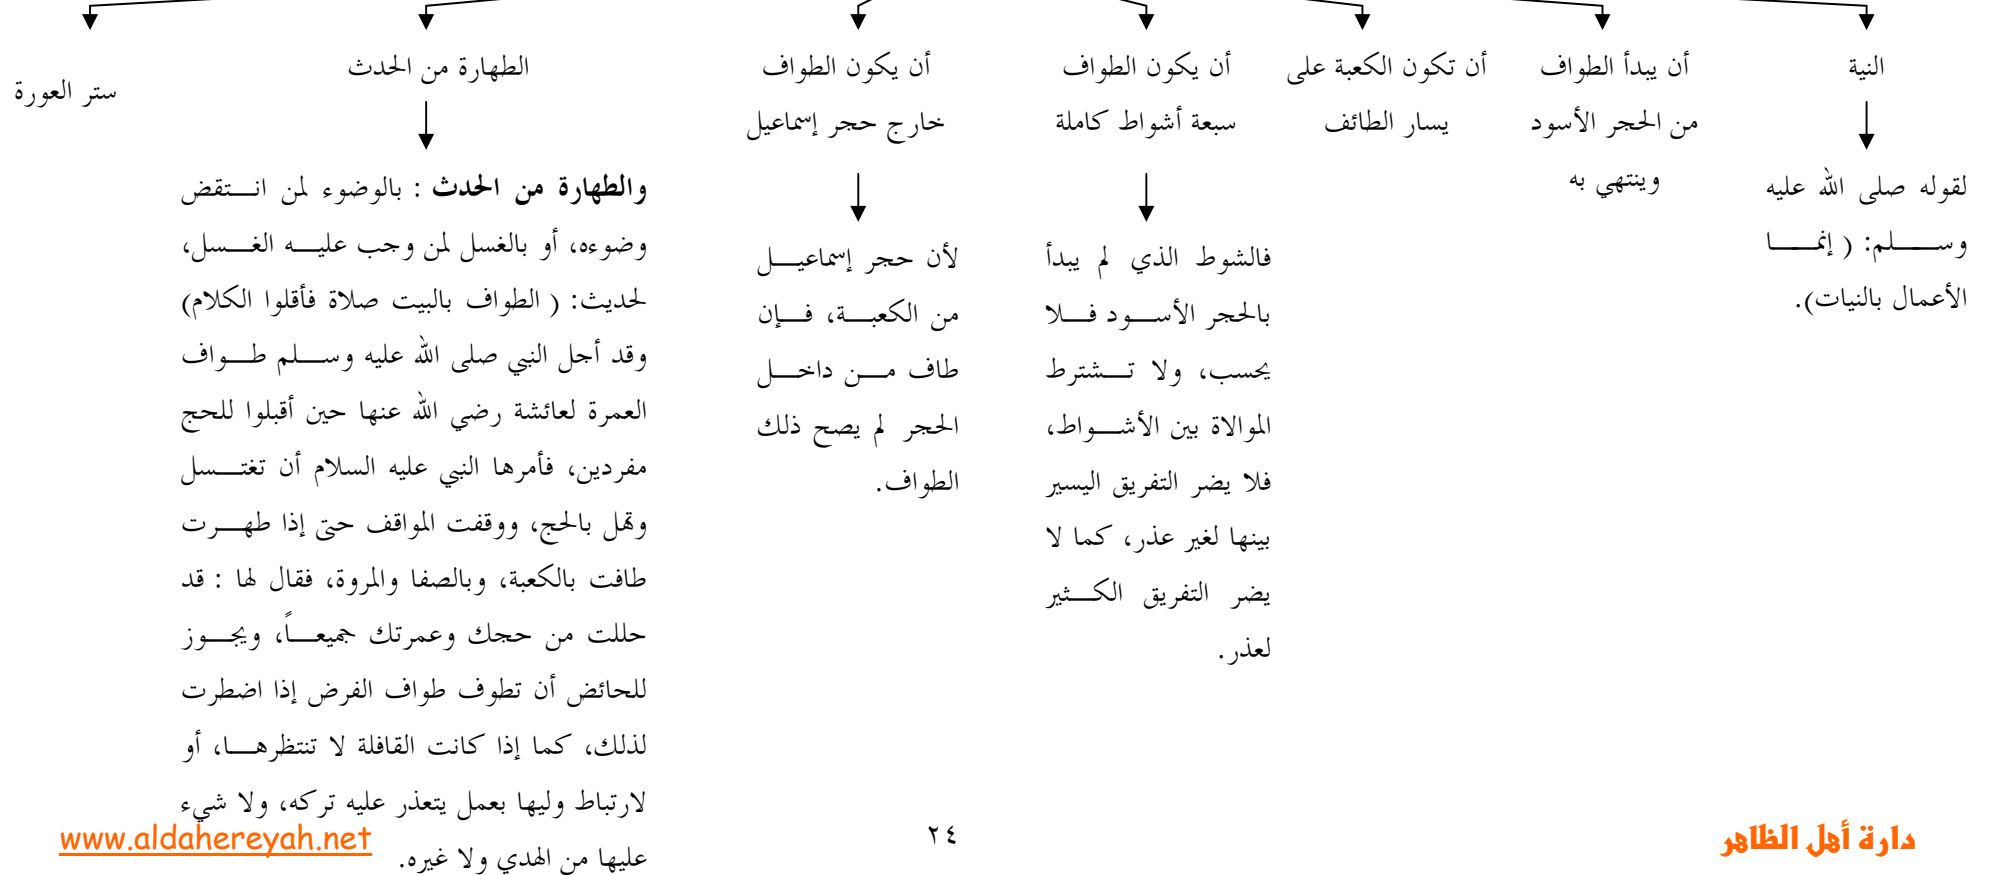 النية
لقوله صلى الله عليه
وسلم: ( إنما
الأعمال بالنيات).
أن يبدأ الطواف
من الحجر الأسود
وينتهي به
أن تكون الكعبة على
يسار الطائف
أن يكون الطواف
سبعة أشواط كاملة
فالشوط الذي لم يبدأ
بالحجر الأسود فلا
يحسب، ولا تشترط
الموالاة بين الأشواط،
فلا يضر التفريق اليسير
بينها لغير عذر، كما لا
يضر التفريق الكثير
لعذر.
أن يكون الطواف
خارج حجر إسماعيل
لأن حجر إسماعيل
من الكعبة، فإن
طاف من داخل
الحجر لم يصح ذلك
الطواف.
الطهارة من الحدث
والطهارة من الحدث : بالوضوء لمن انتقض
وضوءه، أو بالغسل لمن وجب عليه الغسل،
لحديث: ( الطواف بالبيت صلاة فأقلوا الكلام)
وقد أجل النبي صلى الله عليه وسلم طواف
العمرة لعائشة رضي الله عنها حين أقبلوا للحج
مفردين، فأمرها النبي عليه السلام أن تغتسل
وتهل بالحج، ووقفت المواقف حتى إذا طهرت
طافت بالكعبة، وبالصفا والمروة، فقال لها : قد
حللت من حجك وعمرتك جميعاً، ويجوز
للحائض أن تطوف طواف الفرض إذا اضطرت
لذلك، كما إذا كانت القافلة لا تنتظرها، أو
لارتباط وليها بعمل يتعذر عليه تركه، ولا شيء
عليها من الهدي ولا غيره.
ستر العورة
دارة أهل الظاهر
٢٤
www.aldahereyah.net